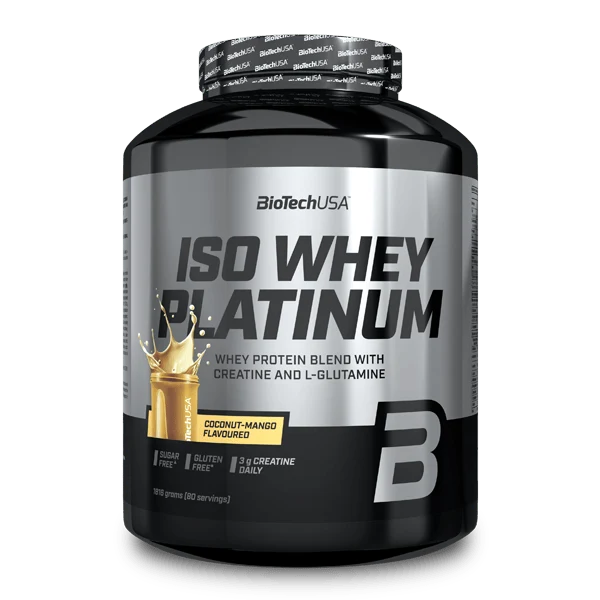 BioTechUSA
ISO WHEY
PLATINUM
WHEY PROTEIN BLEND WITH
CREATINE AND L-GLUTAMINE
BioTechUSA
COCONUT-MANGO
FLAVOURED
SUGAR
FREE*
GLUTEN
FREE*
3 g CREATINE
DAILY
1816 grams (80 servings)
B